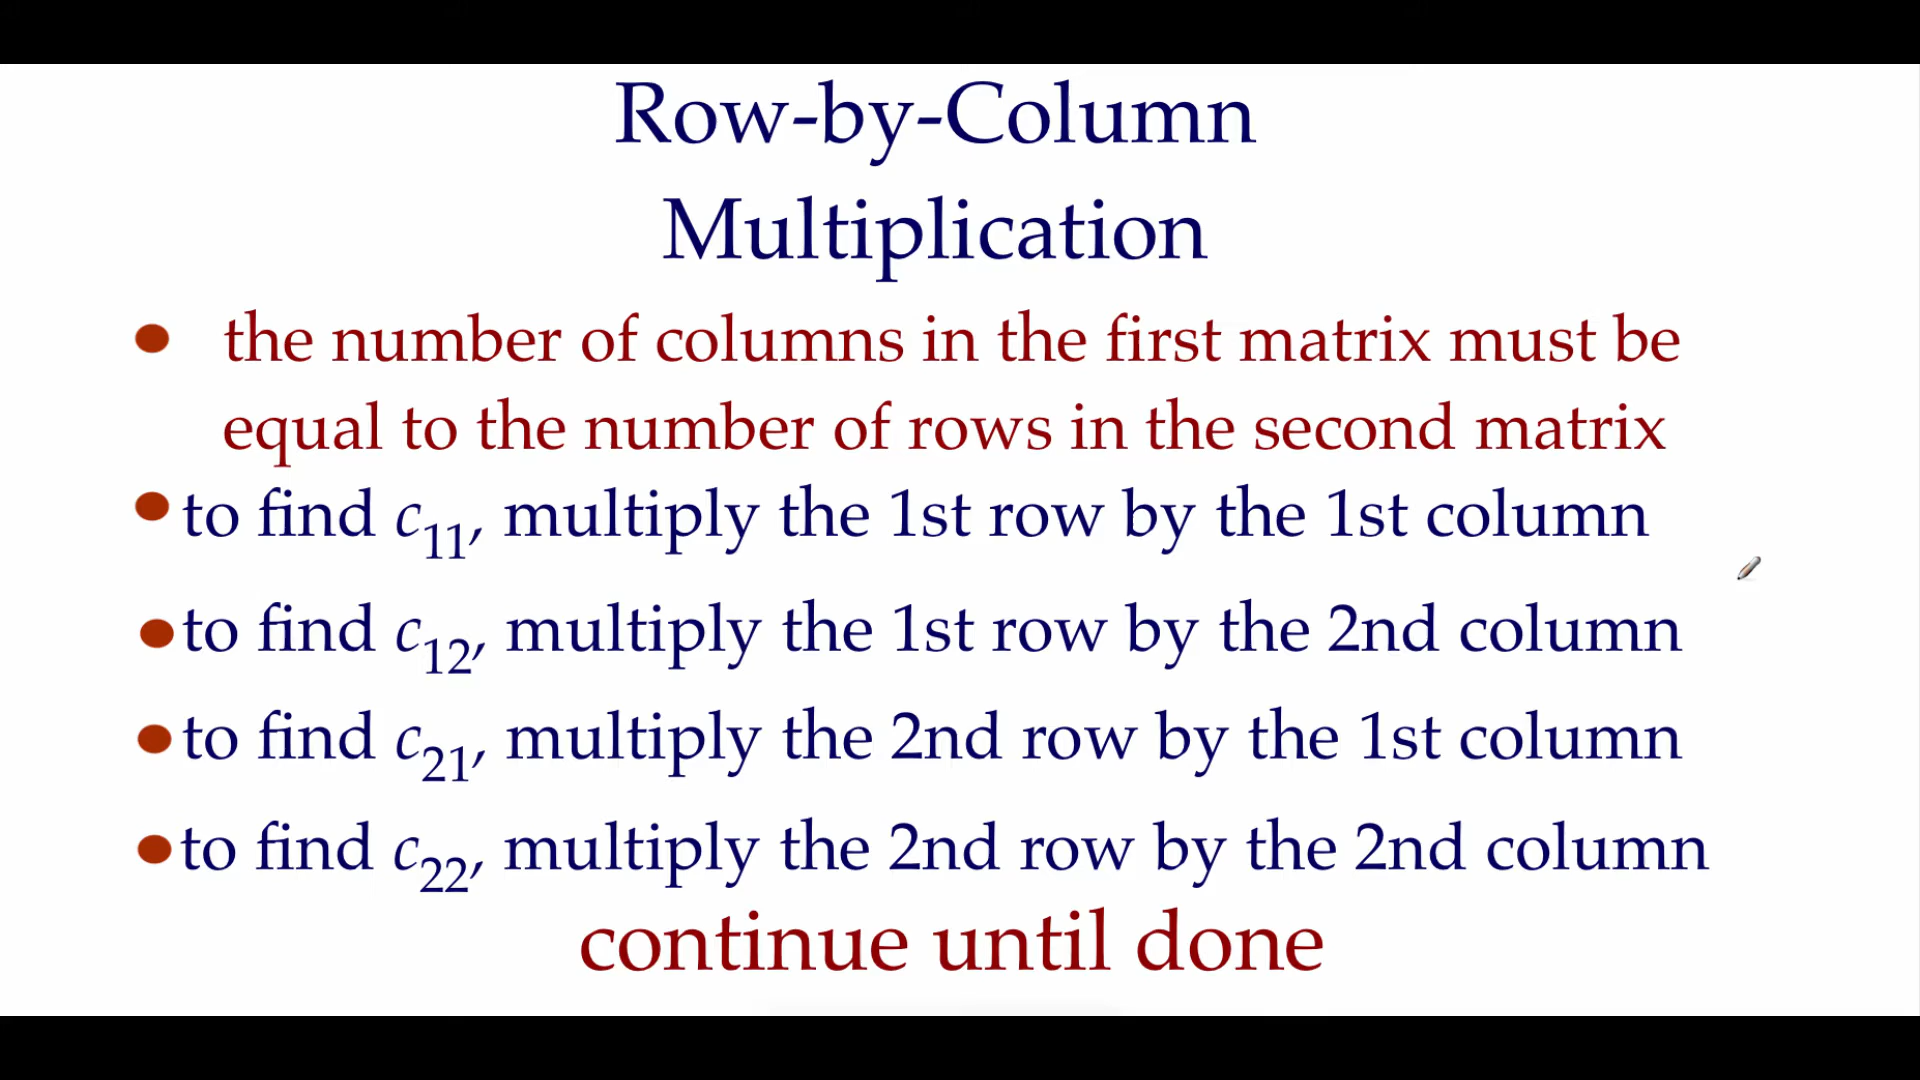 Row-by-Column
Multiplication
● the number of columns in the first matrix must be
equal to the number of rows in the second matrix
● to find c₁₁, multiply the 1st row by the 1st column
● to find c₁₂, multiply the 1st row by the 2nd column
● to find c₂₁, multiply the 2nd row by the 1st column
● to find c₂₂, multiply the 2nd row by the 2nd column
continue until done